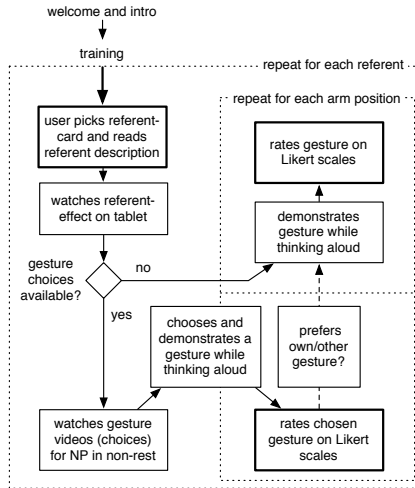 welcome and intro
training
repeat for each referent
repeat for each arm position
user picks referent-
card and reads
referent description
rates gesture on
Likert scales
watches referent-
effect on tablet
demonstrates
gesture while
thinking aloud
gesture
choices
available?
no
yes
chooses and
demonstrates a
gesture while
thinking aloud
prefers
own/other
gesture?
watches gesture
videos (choices)
for NP in non-rest
rates chosen
gesture on Likert
scales